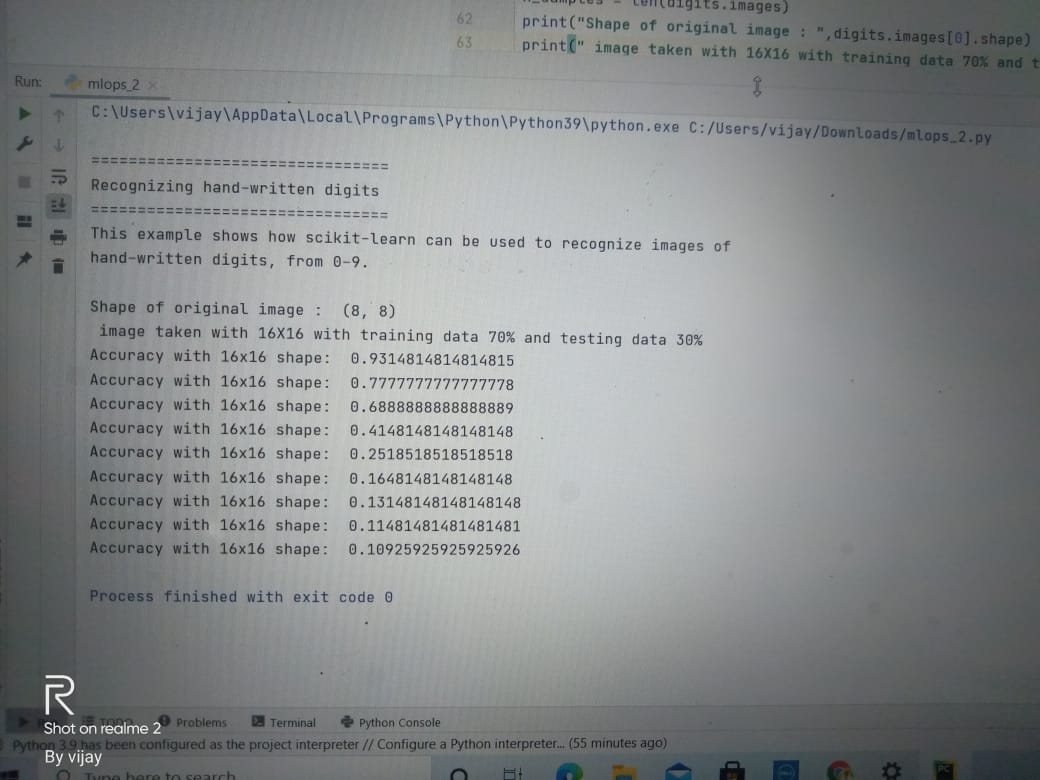 62
63
len(digits.images)
print("Shape of original image : ",digits.images[0].shape)
print(" image taken with 16X16 with training data 70% and t
Run:
mlops_2
C:\Users\vijay\AppData\Local\Programs\Python\Python39\python.exe C:/Users/vijay/Downloads/mlops_2.py
================================
Recognizing hand-written digits
================================
This example shows how scikit-learn can be used to recognize images of
hand-written digits, from 0-9.
Shape of original image :  (8, 8)
image taken with 16X16 with training data 70% and testing data 30%
Accuracy with 16x16 shape:  0.9314814814814815
Accuracy with 16x16 shape:  0.7777777777777778
Accuracy with 16x16 shape:  0.6888888888888889
Accuracy with 16x16 shape:  0.4148148148148148
Accuracy with 16x16 shape:  0.2518518518518518
Accuracy with 16x16 shape:  0.1648148148148148
Accuracy with 16x16 shape:  0.13148148148148148
Accuracy with 16x16 shape:  0.11481481481481481
Accuracy with 16x16 shape:  0.10925925925925926
Process finished with exit code 0
R
TODO
Problems
Terminal
Python Console
Shot on realme 2
Python 3.9 has been configured as the project interpreter // Configure a Python interpreter... (55 minutes ago)
By vijay
Type here to search
PC